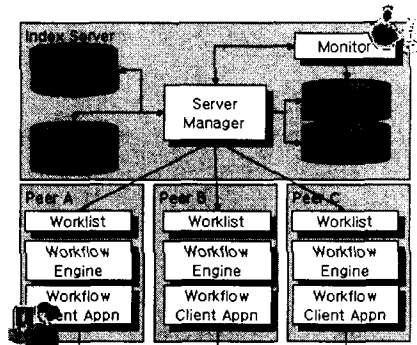 Index Server
Monitor
Server
Manager
Peer A
Peer B
Peer C
Worklist
Worklist
Worklist
Workflow
Engine
Workflow
Engine
Workflow
Engine
Workflow
Client Appn
Workflow
Client Appn
Workflow
Client Appn